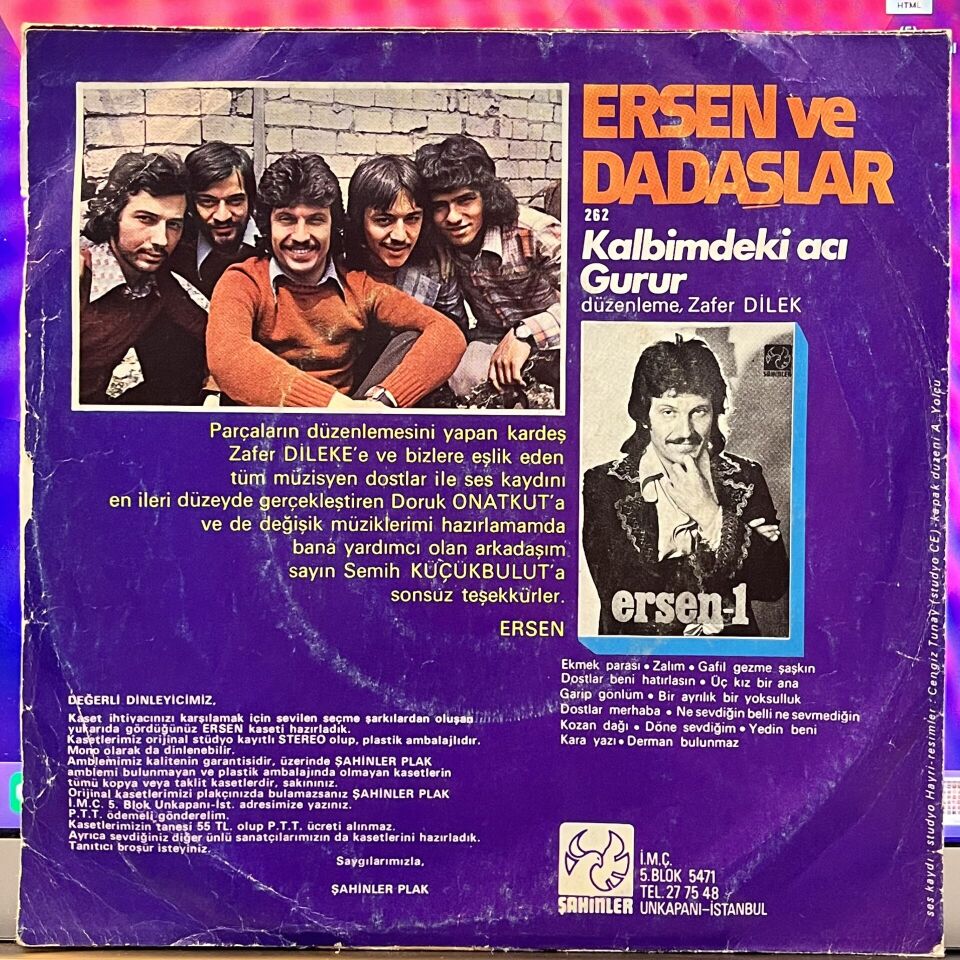 HTML
ERSEN ve
DADAŞLAR
262
Kalbimdeki acı
Gurur
düzenleme, Zafer DİLEK
ŞAHİNLER
ersen-1
Parçaların düzenlemesini yapan kardeş
Zafer DİLEKE'e ve bizlere eşlik eden
tüm müzisyen dostlar ile ses kaydını
en ileri düzeyde gerçekleştiren Doruk ONATKUT'a
ve de değişik müziklerimi hazırlamamda
bana yardımcı olan arkadaşım
sayın Semih KÜÇÜKBULUT'a
sonsuz teşekkürler.
ERSEN
Ekmek parası • Zalım • Gafil gezme şaşkın
Dostlar beni hatırlasın • Üç kız bir ana
Garip gönlüm • Bir ayrılık bir yoksulluk
Dostlar merhaba • Ne sevdiğin belli ne sevmediğin
Kozan dağı • Döne sevdiğim • Yedin beni
Kara yazı • Derman bulunmaz
DEĞERLİ DİNLEYİCİMİZ,
Kaset ihtiyacınızı karşılamak için sevilen seçme şarkılardan oluşan
yukarıda gördüğünüz ERSEN kaseti hazırladık.
Kasetlerimiz orijinal stüdyo kayıtlı STEREO olup, plastik ambalajlıdır.
Mono olarak da dinlenebilir.
Amblemimiz kalitenin garantisidir, üzerinde ŞAHİNLER PLAK
amblemi bulunmayan ve plastik ambalajında olmayan kasetlerin
tümü kopya veya taklit kasetlerdir, sakınınız.
Orijinal kasetlerimizi plakçınızda bulamazsanız ŞAHİNLER PLAK
İ.M.C. 5. Blok Unkapanı-İst. adresimize yazınız.
P.T.T. ödemeli gönderelim.
Kasetlerimizin tanesi 55 TL. olup P.T.T. ücreti alınmaz.
Ayrıca sevdiğiniz diğer ünlü sanatçılarımızın da kasetlerini hazırladık.
Tanıtıcı broşür isteyiniz.
Saygılarımızla,
ŞAHİNLER PLAK
ŞAHİNLER
İ.M.Ç.
5.BLOK 5471
TEL.27 75 48
UNKAPANI-İSTANBUL
ses kaydı : stüdyo Hayri-resimler : Cengiz Tunay (stüdyo CE)-kapak düzeni A. Yolçu